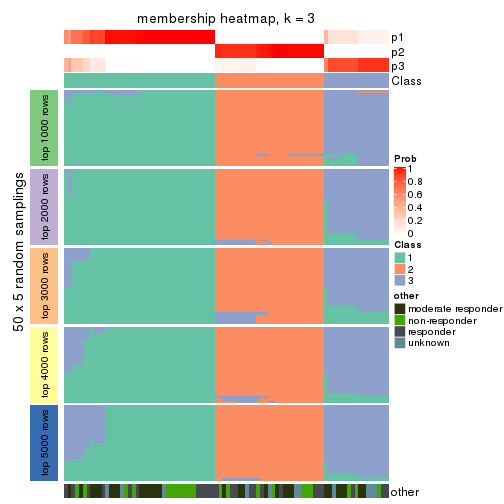 membership heatmap, k = 3
p1
p2
p3
Class
50 x 5 random samplings
top 1000 rows
top 2000 rows
top 3000 rows
top 4000 rows
top 5000 rows
other
Prob
1
0.8
0.6
0.4
0.2
0
Class
1
2
3
other
moderate responder
non-responder
responder
unknown